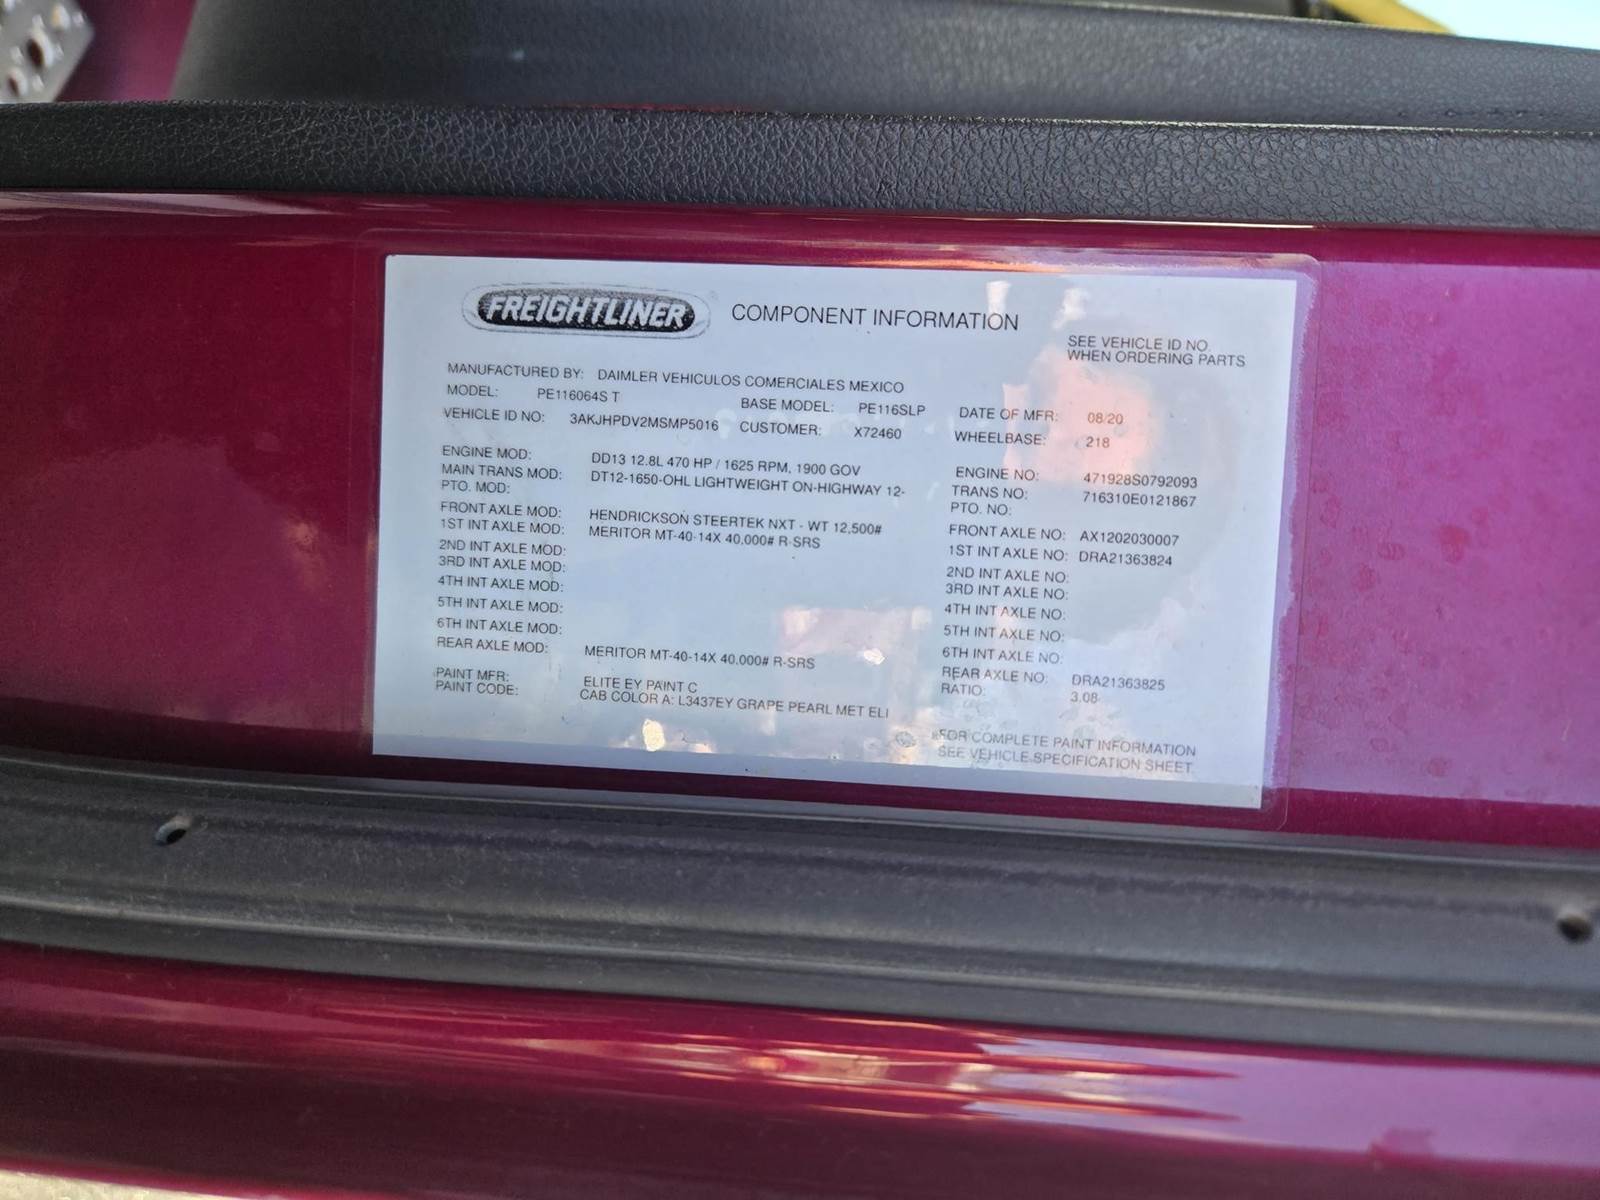 FREIGHTLINER COMPONENT INFORMATION
SEE VEHICLE ID NO.
WHEN ORDERING PARTS
MANUFACTURED BY: DAIMLER VEHICULOS COMERCIALES MEXICO
MODEL: PE116064S T BASE MODEL: PE116SLP DATE OF MFR: 08/20
VEHICLE ID NO: 3AKJHPDV2MSMP5016 CUSTOMER: X72460 WHEELBASE: 218
ENGINE MOD: DD13 12.8L 470 HP / 1625 RPM, 1900 GOV ENGINE NO: 471928S0792093
MAIN TRANS MOD: DT12-1650-OHL LIGHTWEIGHT ON-HIGHWAY 12- TRANS NO: 716310E0121867
PTO. MOD: PTO. NO:
FRONT AXLE MOD: HENDRICKSON STEERTEK NXT - WT 12,500# FRONT AXLE NO: AX1202030007
1ST INT AXLE MOD: MERITOR MT-40-14X 40,000# R-SRS 1ST INT AXLE NO: DRA21363824
2ND INT AXLE MOD: 2ND INT AXLE NO:
3RD INT AXLE MOD: 3RD INT AXLE NO:
4TH INT AXLE MOD: 4TH INT AXLE NO:
5TH INT AXLE MOD: 5TH INT AXLE NO:
6TH INT AXLE MOD: 6TH INT AXLE NO:
REAR AXLE MOD: MERITOR MT-40-14X 40,000# R-SRS REAR AXLE NO: DRA21363825
PAINT MFR: ELITE EY PAINT C RATIO: 3.08
PAINT CODE: CAB COLOR A: L3437EY GRAPE PEARL MET ELI
FOR COMPLETE PAINT INFORMATION
SEE VEHICLE SPECIFICATION SHEET